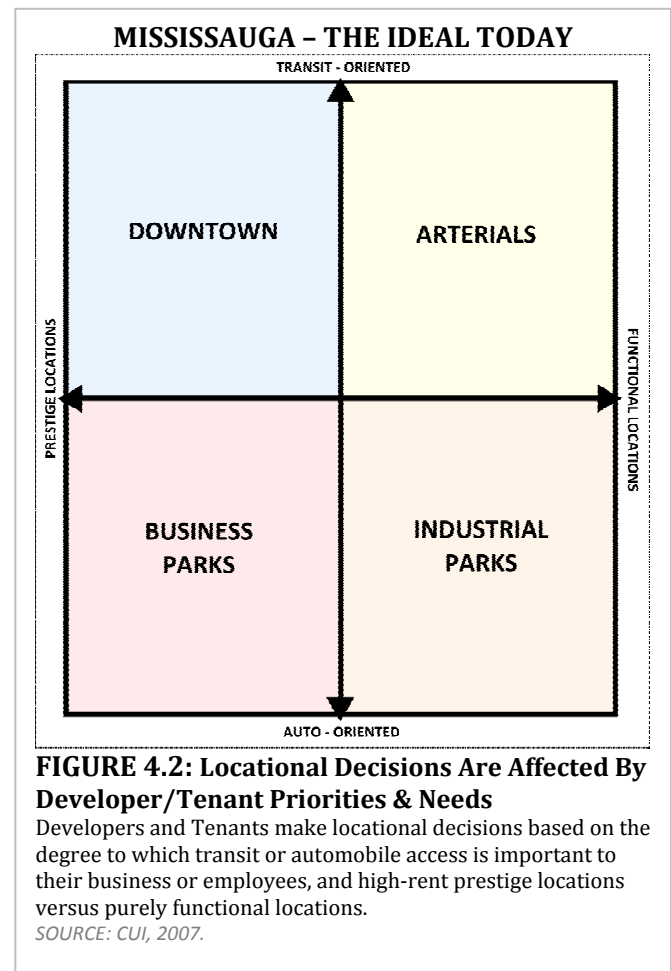 MISSISSAUGA – THE IDEAL TODAY
TRANSIT - ORIENTED
DOWNTOWN
ARTERIALS
PRESTIGE LOCATIONS
FUNCTIONAL LOCATIONS
BUSINESS
PARKS
INDUSTRIAL
PARKS
AUTO - ORIENTED
FIGURE 4.2: Locational Decisions Are Affected By
Developer/Tenant Priorities & Needs
Developers and Tenants make locational decisions based on the
degree to which transit or automobile access is important to
their business or employees, and high-rent prestige locations
versus purely functional locations.
SOURCE: CUI, 2007.